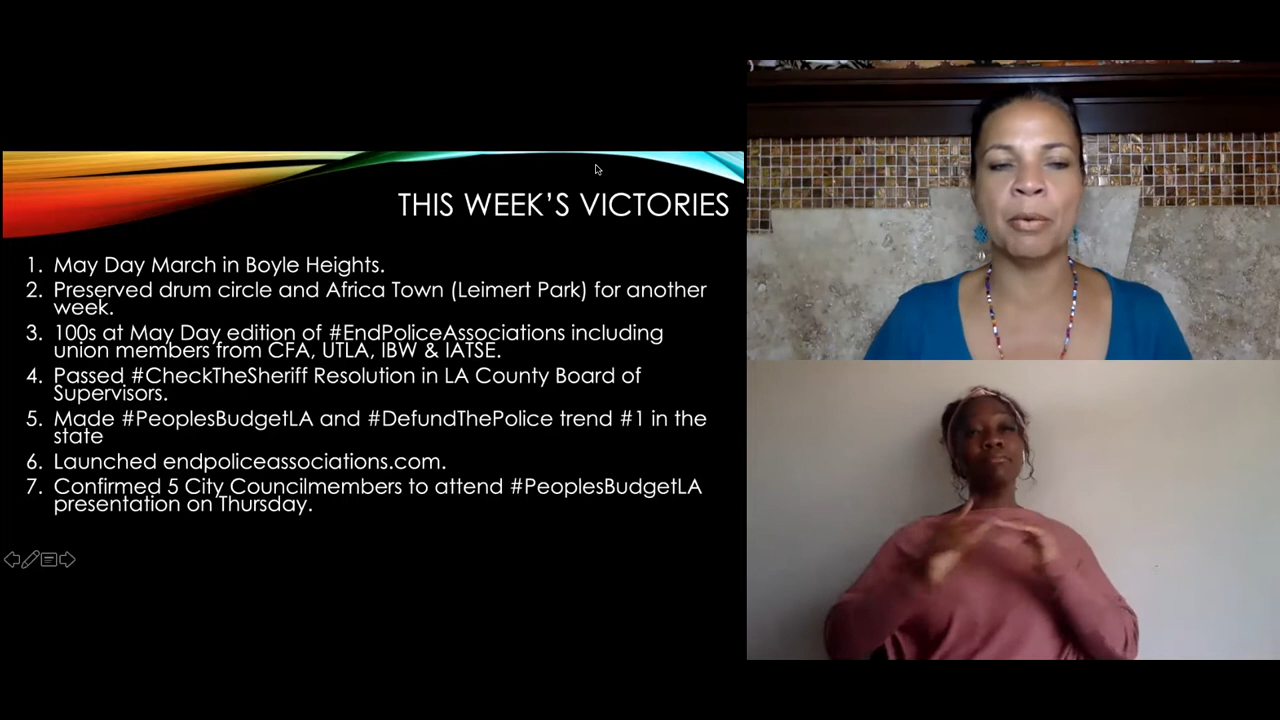 THIS WEEK'S VICTORIES
1. May Day March in Boyle Heights.
2. Preserved drum circle and Africa Town (Leimert Park) for another
week.
3. 100s at May Day edition of #EndPoliceAssociations including
union members from CFA, UTLA, IBW & IATSE.
4. Passed #CheckTheSheriff Resolution in LA County Board of
Supervisors.
5. Made #PeoplesBudgetLA and #DefundThePolice trend #1 in the
state
6. Launched endpoliceassociations.com.
7. Confirmed 5 City Councilmembers to attend #PeoplesBudgetLA
presentation on Thursday.